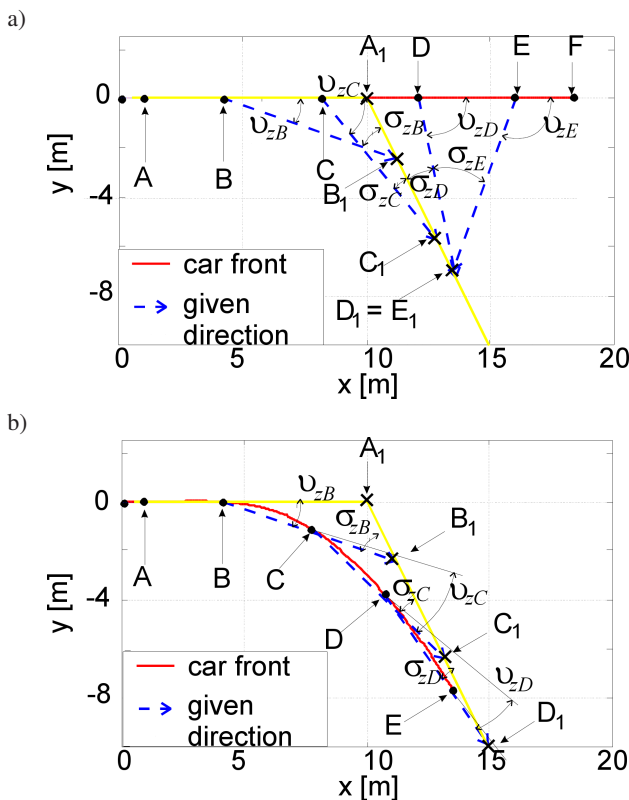 a)
A₁ D E F
υzC
0
υzB σzB υzD υzE
A B C B₁ σzE
y [m]
-4
σzC σzD
car front
C₁
given
direction
-8
D₁ = E₁
0 5 10 15 20
x [m]
b)
A₁
υzB
0
σzB B₁
A B C
y [m]
-4
σzC υzC
D C₁
car front
σzD υzD
given
direction
-8
E D₁
0 5 10 15 20
x [m]